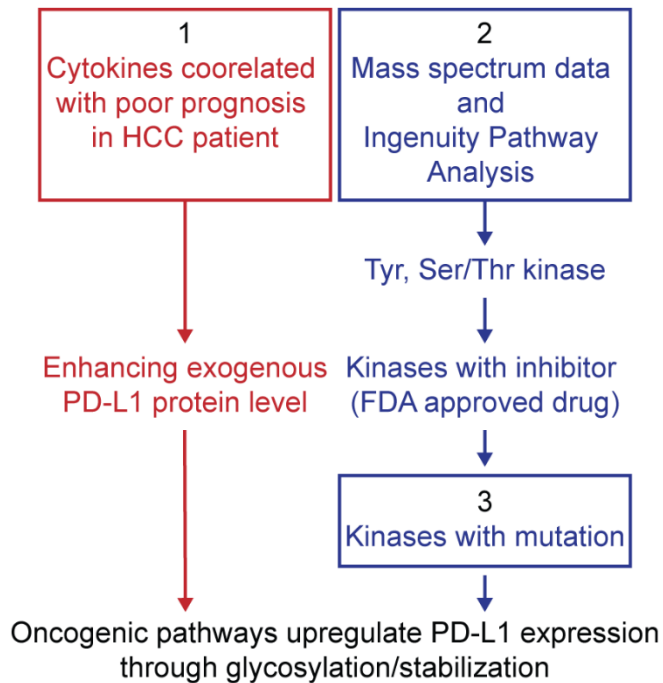 1
Cytokines coorelated
with poor prognosis
in HCC patient
2
Mass spectrum data
and
Ingenuity Pathway
Analysis
Tyr, Ser/Thr kinase
Enhancing exogenous
PD-L1 protein level
Kinases with inhibitor
(FDA approved drug)
3
Kinases with mutation
Oncogenic pathways upregulate PD-L1 expression
through glycosylation/stabilization